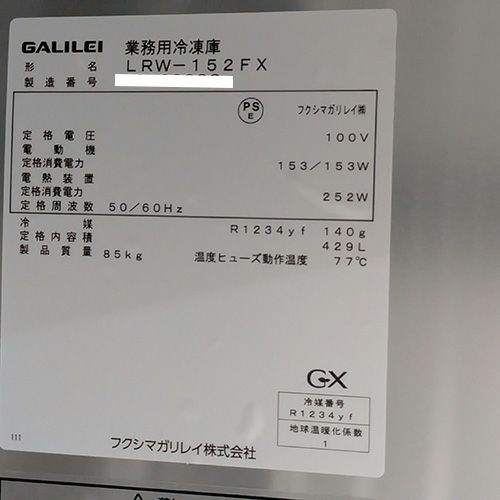 GALILEI 業務用冷凍庫
形名 LRW-152FX
製造番号
PS
E
フクシマガリレイ㈱
定格電圧 100V
電動機
定格消費電力 153/153W
電熱装置
定格消費電力 252W
定格周波数 50/60Hz
冷媒 R1234yf 140g
定格内容積 429L
製品質量 85kg 温度ヒューズ動作温度 77℃
GX
冷媒番号
R1234yf
地球温暖化係数
1
111 フクシマガリレイ株式会社